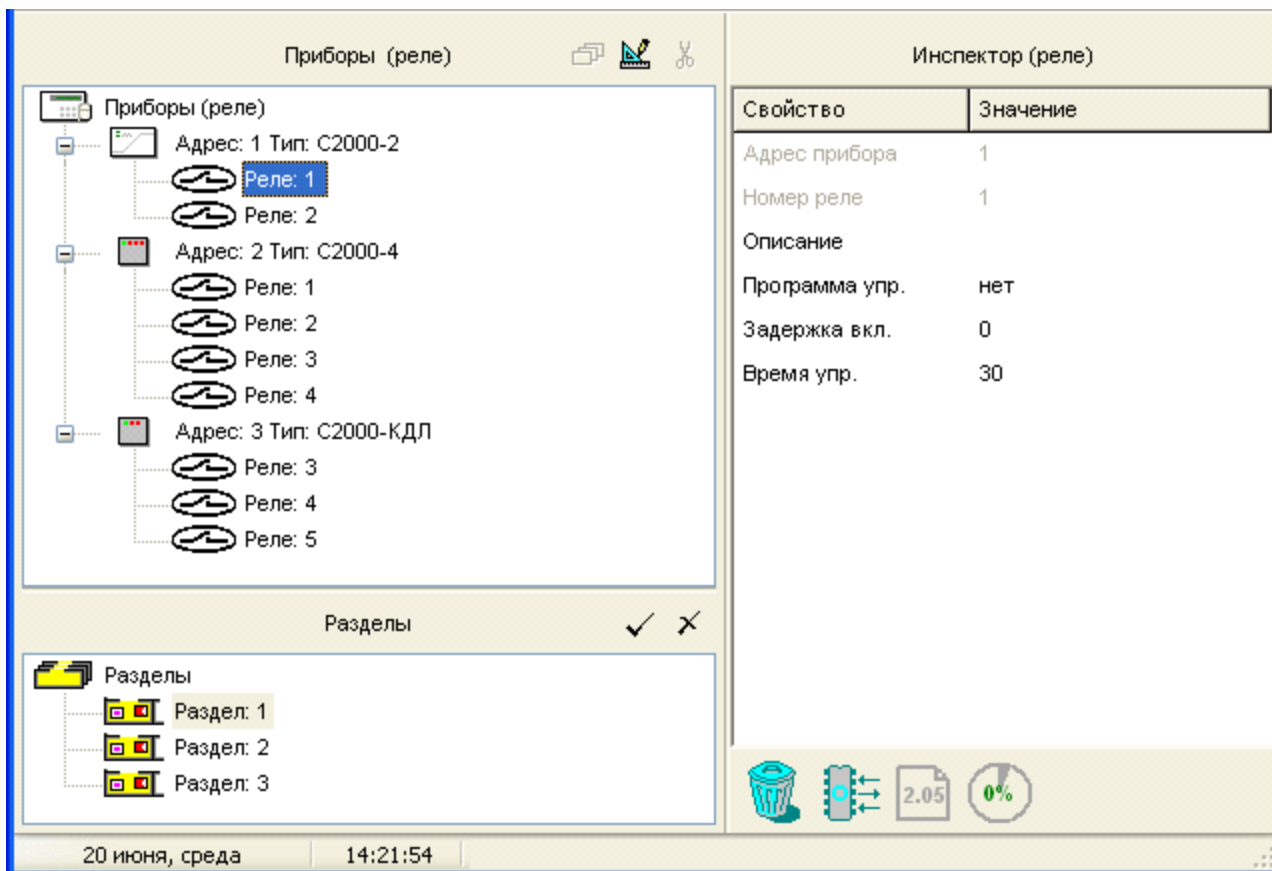 Приборы (реле)
Приборы (реле)
Адрес: 1 Тип: С2000-2
Реле: 1
Реле: 2
Адрес: 2 Тип: С2000-4
Реле: 1
Реле: 2
Реле: 3
Реле: 4
Адрес: 3 Тип: С2000-КДЛ
Реле: 3
Реле: 4
Реле: 5
Разделы
Разделы
Раздел: 1
Раздел: 2
Раздел: 3
Инспектор (реле)
Свойство Значение
Адрес прибора 1
Номер реле 1
Описание
Программа упр. нет
Задержка вкл. 0
Время упр. 30
2.05 0%
20 июня, среда 14:21:54